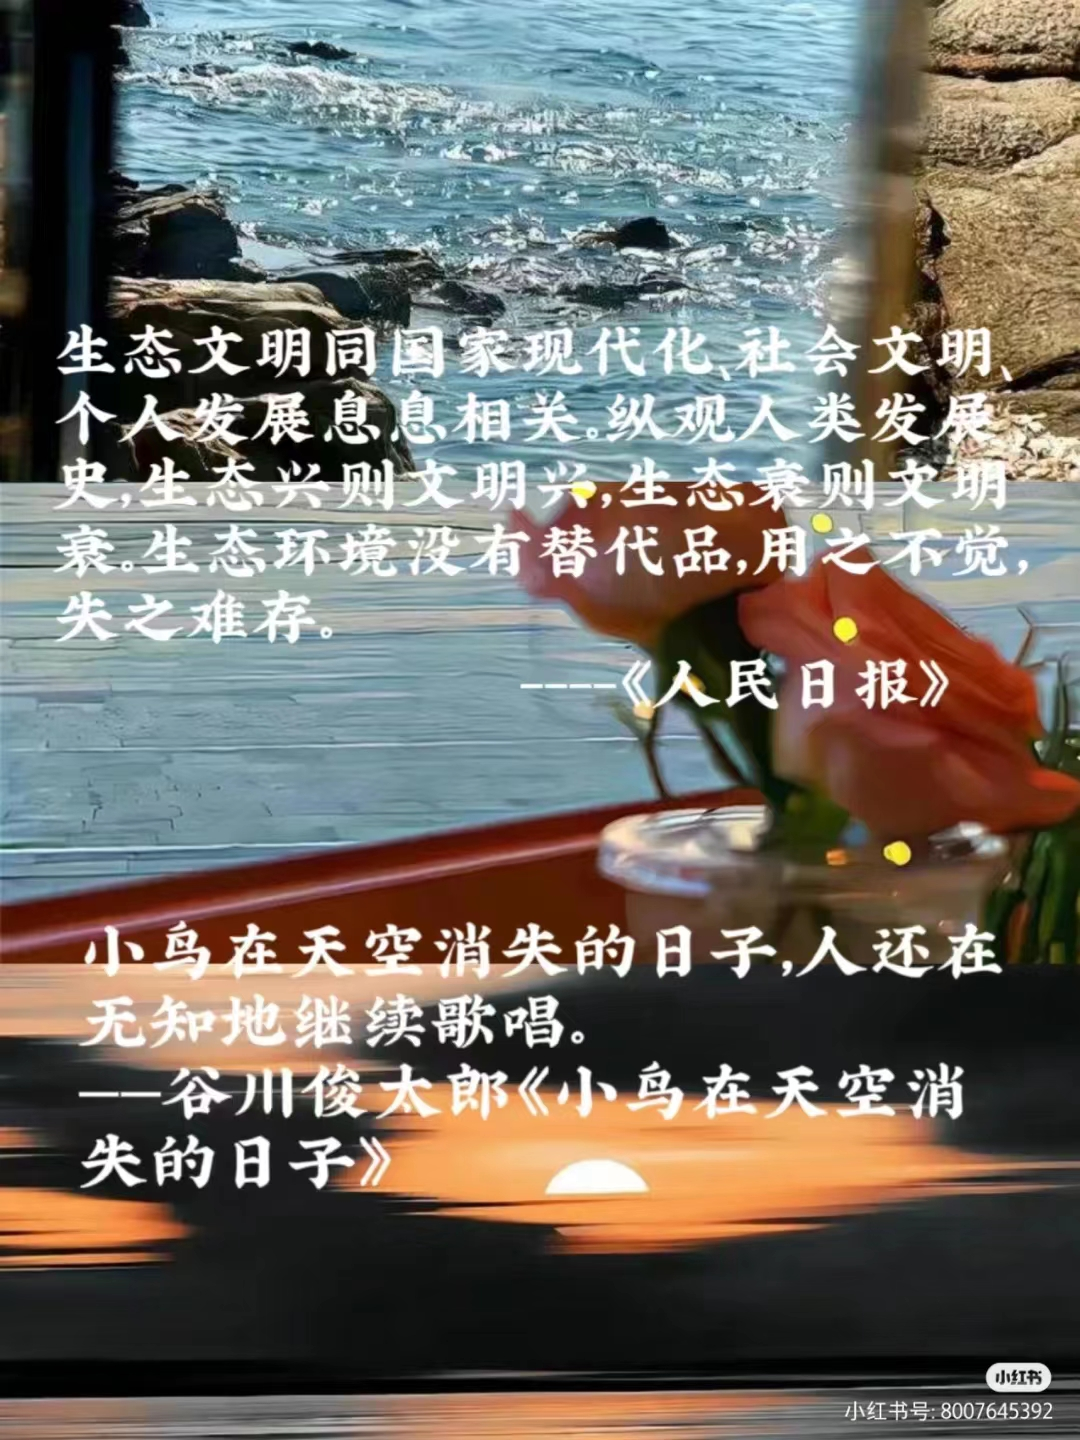 生态文明同国家现代化、社会文明、
个人发展息息相关。纵观人类发展
史,生态兴则文明兴,生态衰则文明
衰。生态环境没有替代品,用之不觉,
失之难存。
----《人民日报》
小鸟在天空消失的日子,人还在
无知地继续歌唱。
——谷川俊太郎《小鸟在天空消
失的日子》
小红书
小红书号: 8007645392